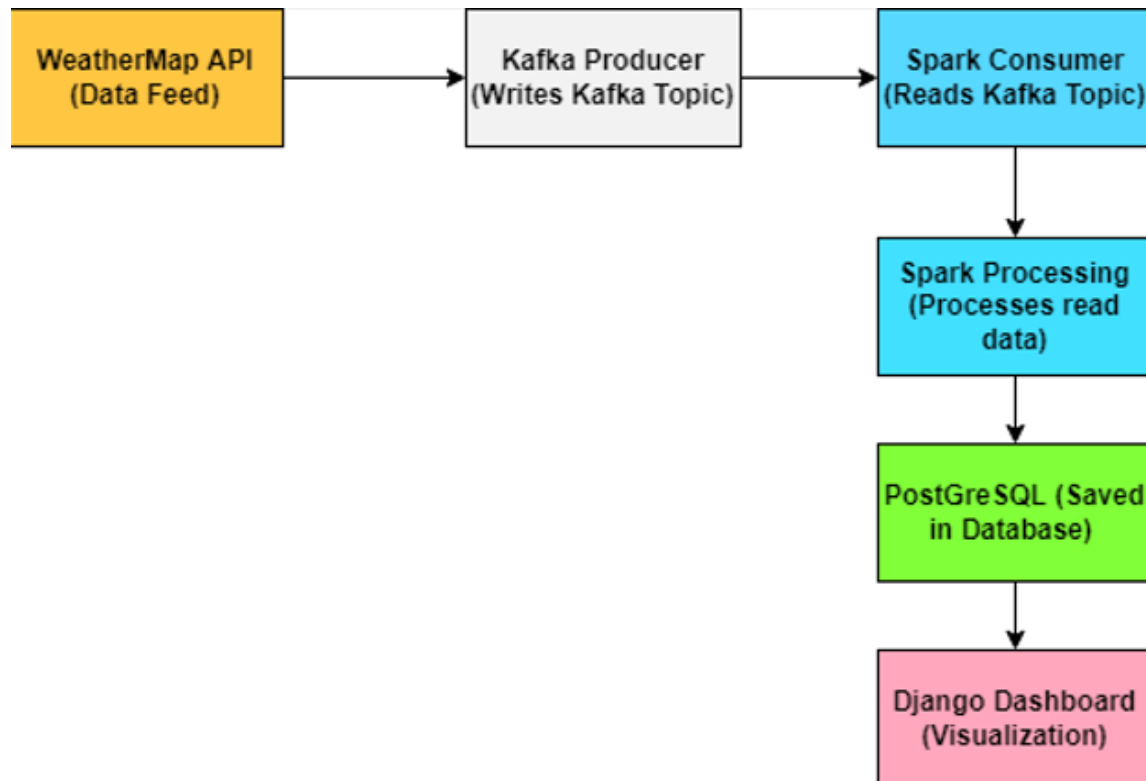 WeatherMap API
(Data Feed)
Kafka Producer
(Writes Kafka Topic)
Spark Consumer
(Reads Kafka Topic)
Spark Processing
(Processes read
data)
PostGreSQL (Saved
in Database)
Django Dashboard
(Visualization)